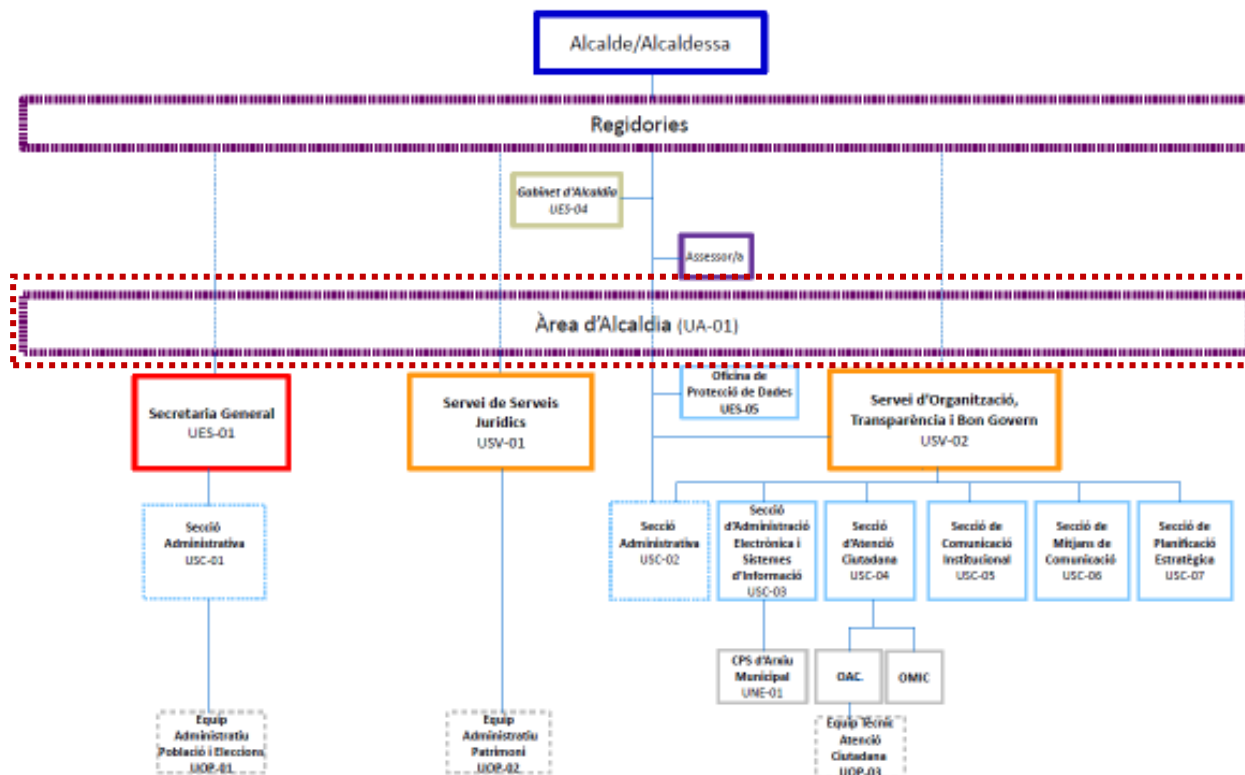 Alcalde/Alcaldessa
Regidories
Gabinet d'Alcaldia
UES-04
Assessor/a
Àrea d'Alcaldia (UA-01)
Secretaria General
UES-01
Servei de Serveis
Jurídics
USV-01
Oficina de
Protecció de Dades
UES-05
Servei d'Organització,
Transparència i Bon Govern
USV-02
Secció
Administrativa
USC-01
Secció
Administrativa
USC-02
Secció
d'Administració
Electrònica i
Sistemes
d'Informació
USC-03
Secció
d'Atenció
Ciutadana
USC-04
Secció de
Comunicació
Institucional
USC-05
Secció de
Mitjans de
Comunicació
USC-06
Secció de
Planificació
Estratègica
USC-07
CPS d'Arxiu
Municipal
UNE-01
OAC
OMIC
Equip
Administratiu
Població i Eleccions
UOP-01
Equip
Administratiu
Patrimoni
UOP-02
Equip Tècnic
Atenció
Ciutadana
UOP-03